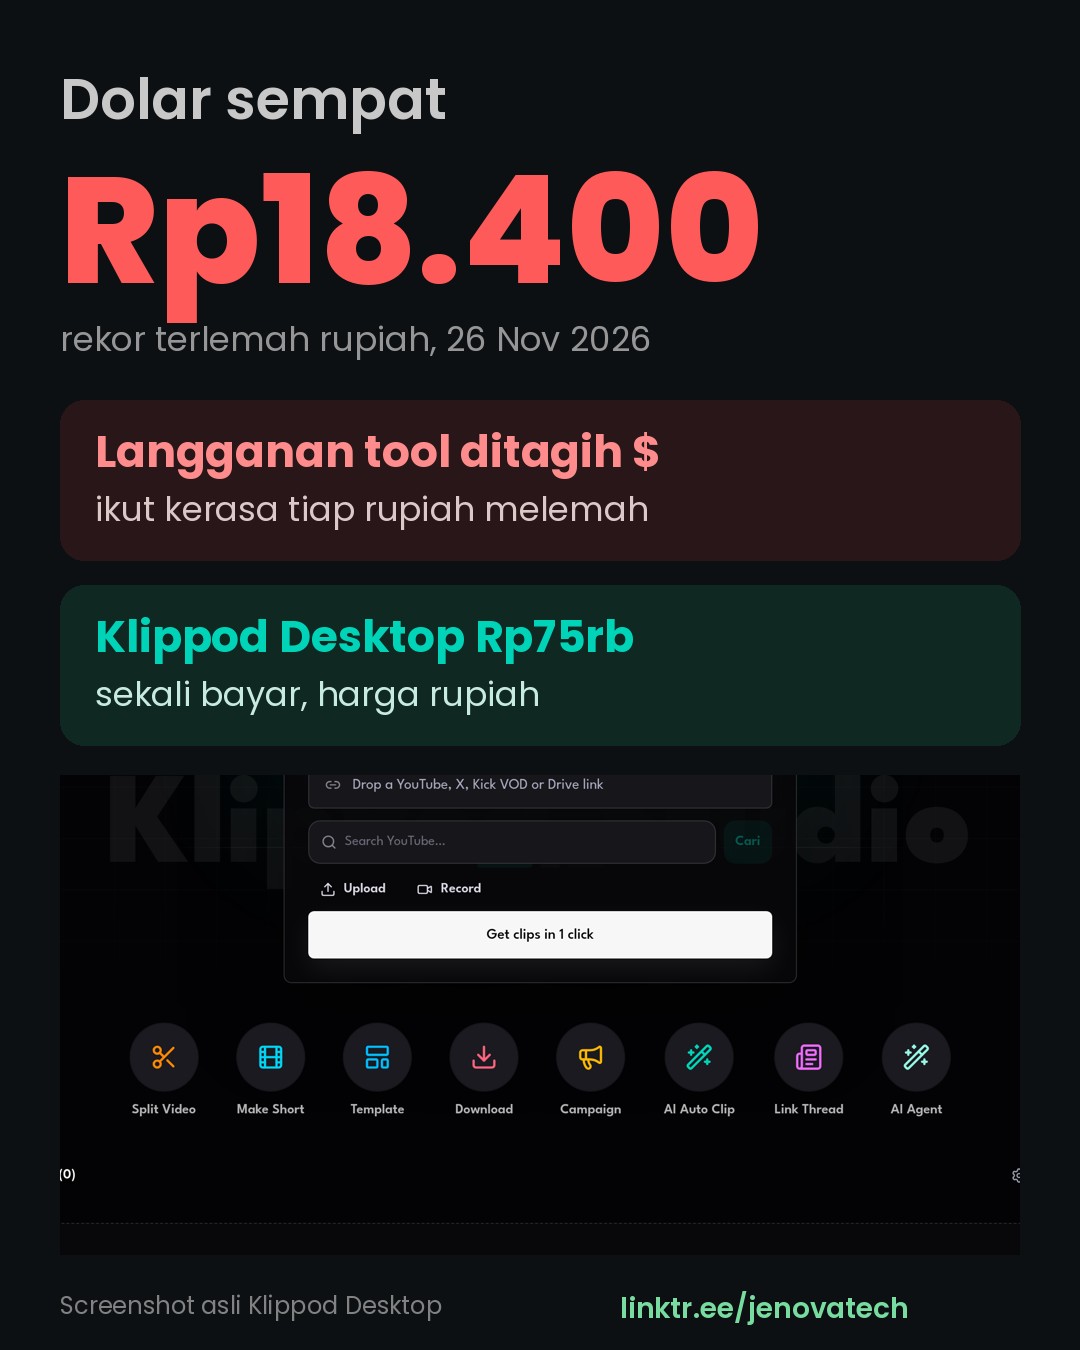 Dolar sempat
Rp18.400
rekor terlemah rupiah, 26 Nov 2026
Langganan tool ditagih $
ikut kerasa tiap rupiah melemah
Klippod Desktop Rp75rb
sekali bayar, harga rupiah
Drop a YouTube, X, Kick VOD or Drive link
Kli dio
Search YouTube... Cari
Upload Record
Get clips in 1 click
Split Video Make Short Template Download Campaign AI Auto Clip Link Thread AI Agent
(0)
Screenshot asli Klippod Desktop linktr.ee/jenovatech